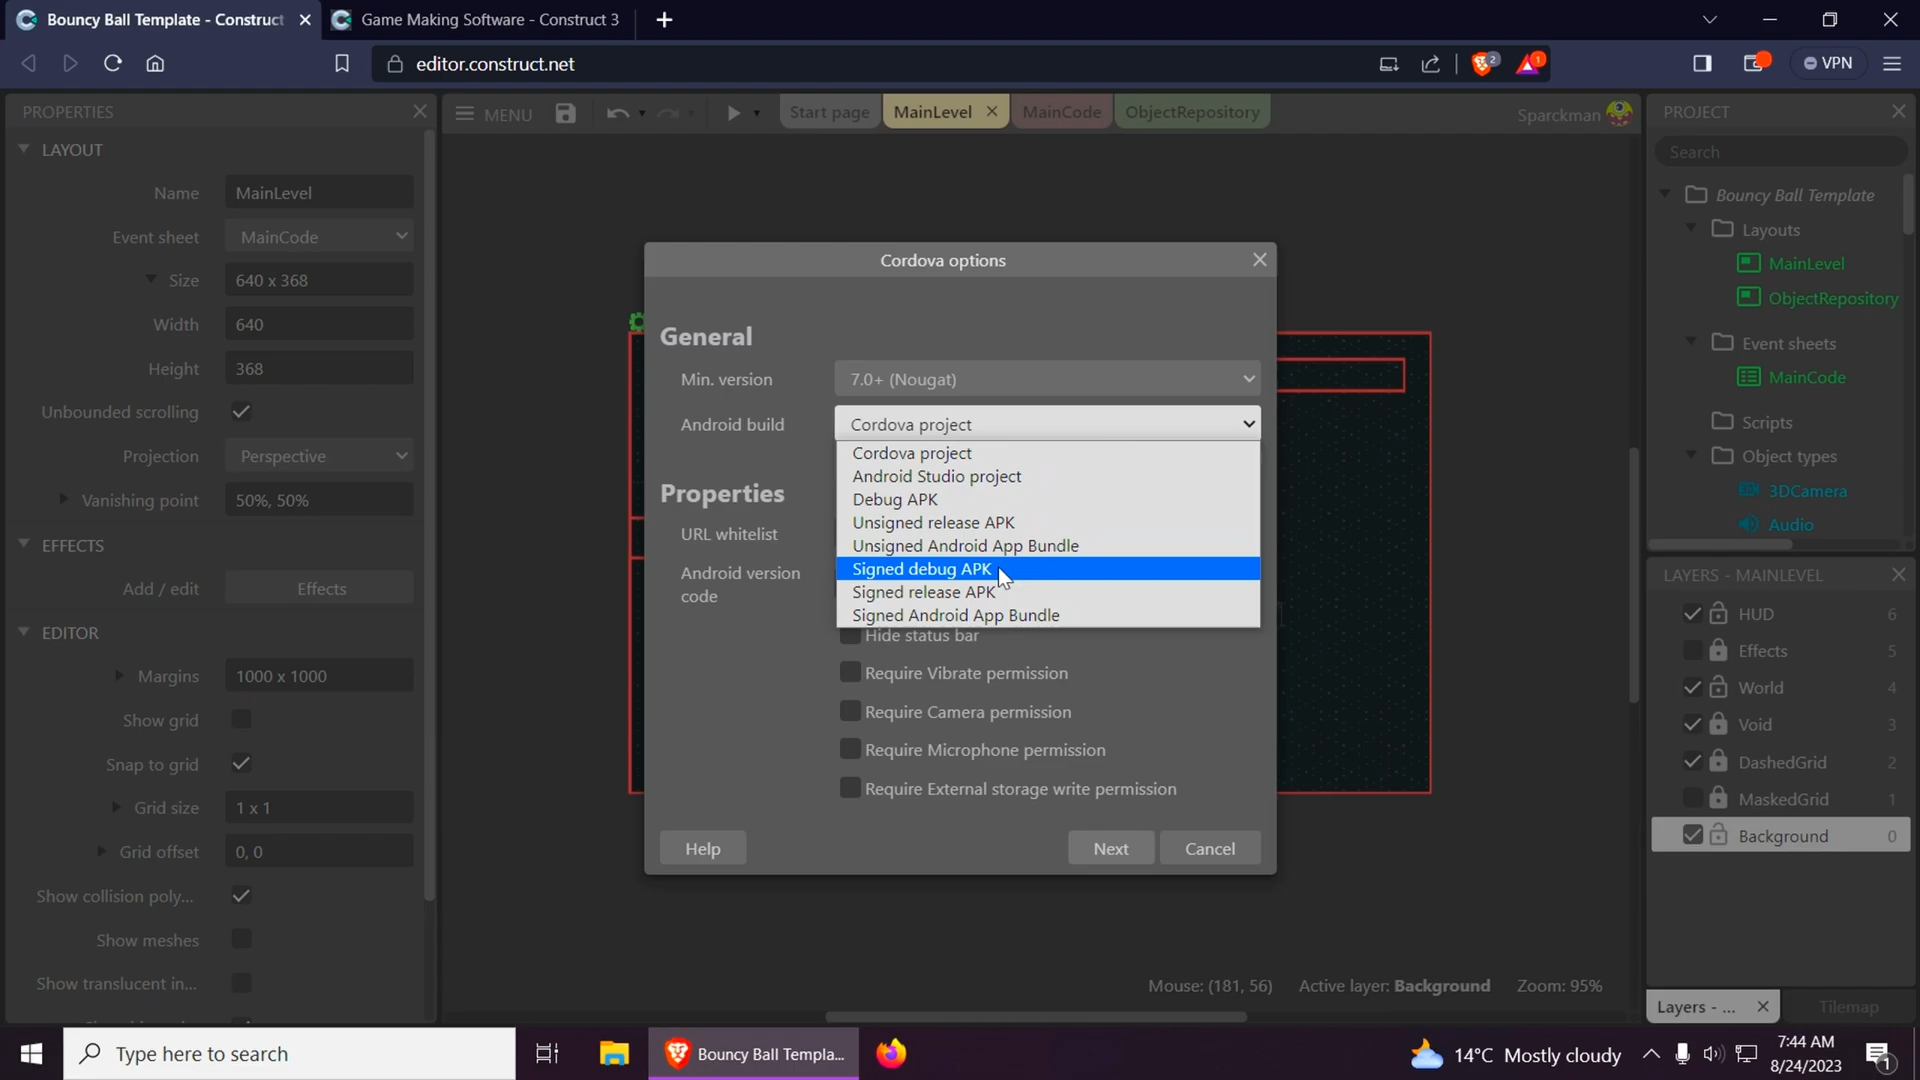 Bouncy Ball Template - Construct
Game Making Software - Construct 3
editor.construct.net
2
1
VPN
PROPERTIES
MENU
Start page
MainLevel
MainCode
ObjectRepository
Sparckman
PROJECT
LAYOUT
Name
MainLevel
Event sheet
MainCode
Size
640 x 368
Width
640
Height
368
Unbounded scrolling
Projection
Perspective
Vanishing point
50%, 50%
EFFECTS
Add / edit
Effects
EDITOR
Margins
1000 x 1000
Show grid
Snap to grid
Grid size
1 x 1
Grid offset
0, 0
Show collision poly...
Show meshes
Show translucent in...
Cordova options
General
Min. version
7.0+ (Nougat)
Android build
Cordova project
Cordova project
Android Studio project
Debug APK
Unsigned release APK
Unsigned Android App Bundle
Signed debug APK
Signed release APK
Signed Android App Bundle
Properties
URL whitelist
Android version
code
Hide status bar
Require Vibrate permission
Require Camera permission
Require Microphone permission
Require External storage write permission
Help
Next
Cancel
Mouse: (181, 56)
Active layer: Background
Zoom: 95%
Search
Bouncy Ball Template
Layouts
MainLevel
ObjectRepository
Event sheets
MainCode
Scripts
Object types
3DCamera
Audio
LAYERS - MAINLEVEL
HUD 6
Effects 5
World 4
Void 3
DashedGrid 2
MaskedGrid 1
Background 0
Layers - ...
Tilemap
Type here to search
Bouncy Ball Templa...
14°C Mostly cloudy
7:44 AM
8/24/2023
1